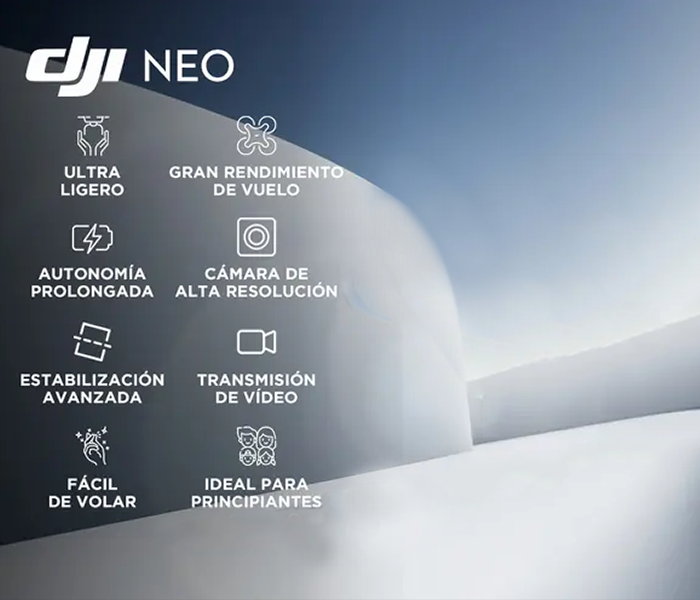 dji NEO
ULTRA
LIGERO
GRAN RENDIMIENTO
DE VUELO
AUTONOMÍA
PROLONGADA
CÁMARA DE
ALTA RESOLUCIÓN
ESTABILIZACIÓN
AVANZADA
TRANSMISIÓN
DE VÍDEO
FÁCIL
DE VOLAR
IDEAL PARA
PRINCIPIANTES